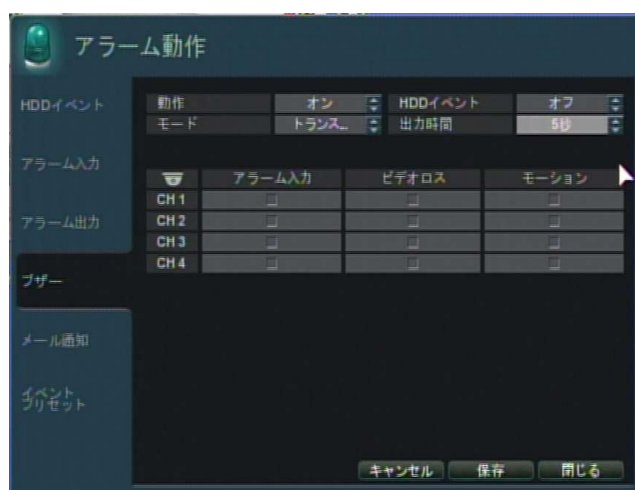 アラーム動作
HDDイベント
アラーム入力
アラーム出力
ブザー
メール通知
イベント
プリセット
動作 オン HDDイベント オフ
モード トランス... 出力時間 5秒
アラーム入力 ビデオロス モーション
CH 1
CH 2
CH 3
CH 4
キャンセル 保存 閉じる